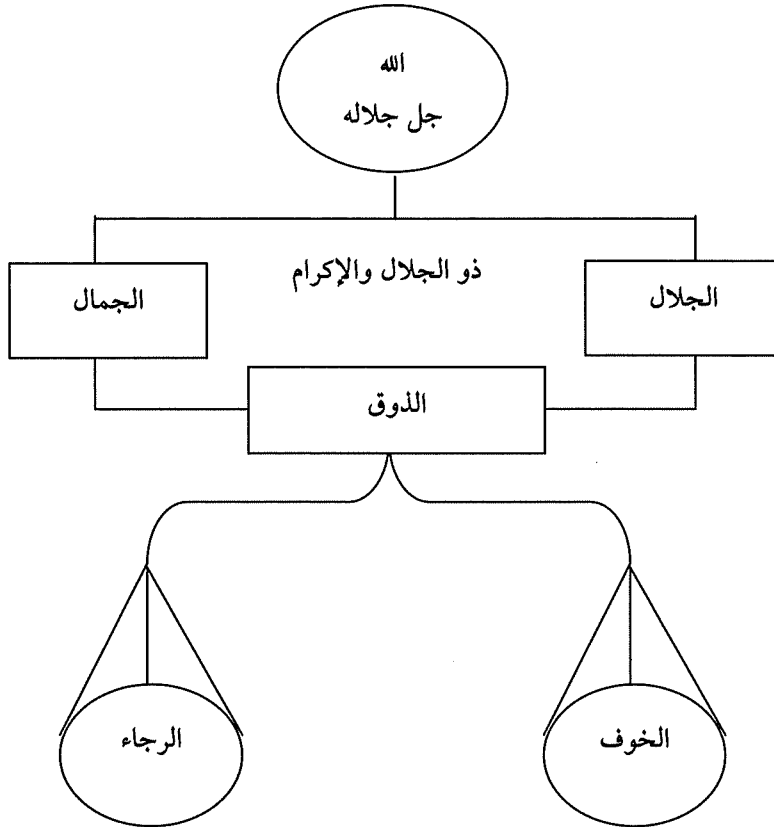 الله
جل جلاله
ذو الجلال والإكرام
الجلال
الجمال
الذوق
الخوف
الرجاء